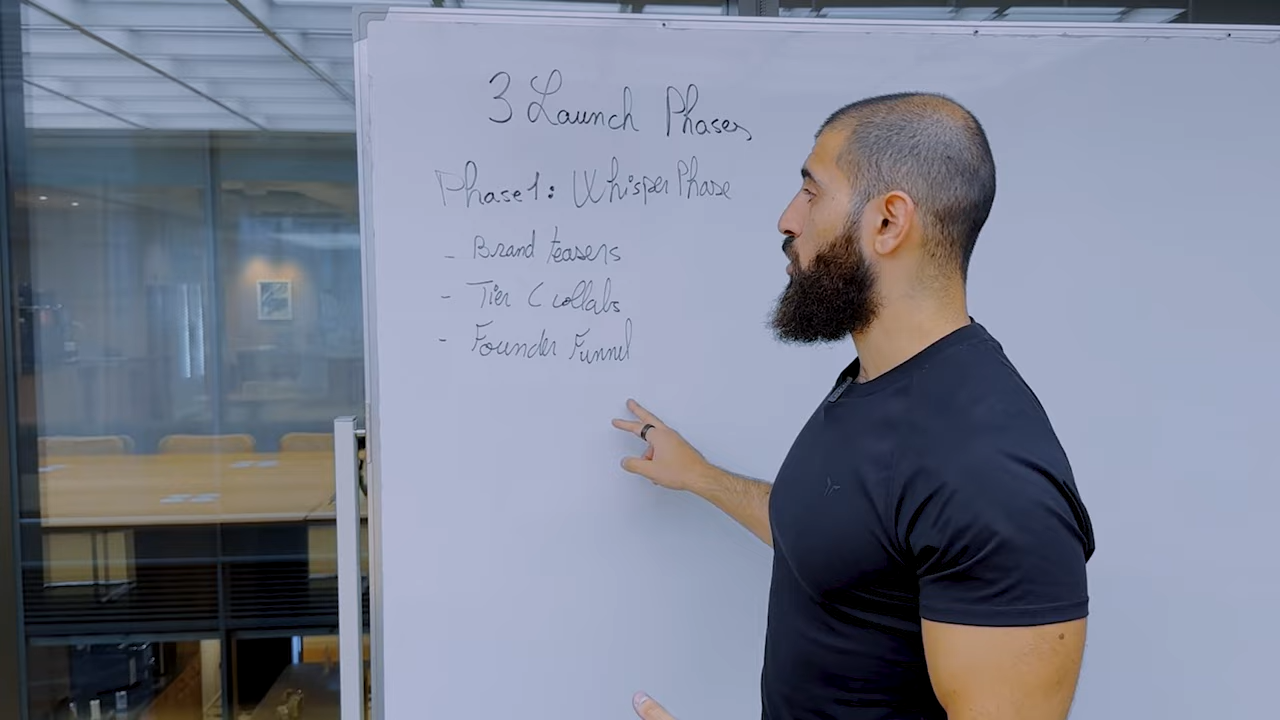 3 Launch Phases
Phase 1: Whisper Phase
- Brand teasers
- Tier C collabs
- Founder Funnel